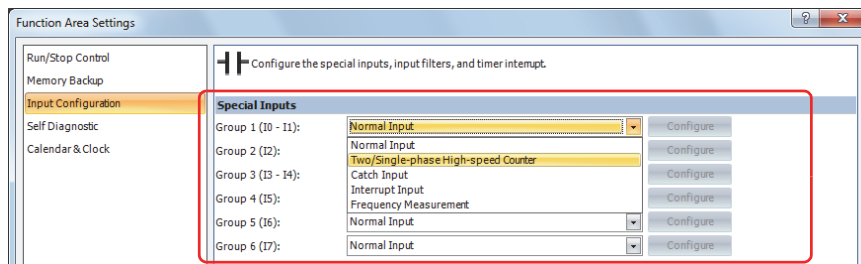 Function Area Settings
Run/Stop Control
Memory Backup
Input Configuration
Self Diagnostic
Calendar & Clock
Configure the special inputs, input filters, and timer interrupt.
Special Inputs
Group 1 (I0 - I1): Normal Input Configure
Normal Input
Group 2 (I2): Configure
Two/Single-phase High-speed Counter
Group 3 (I3 - I4): Catch Input Configure
Interrupt Input
Group 4 (I5): Configure
Frequency Measurement
Group 5 (I6): Normal Input Configure
Group 6 (I7): Normal Input Configure